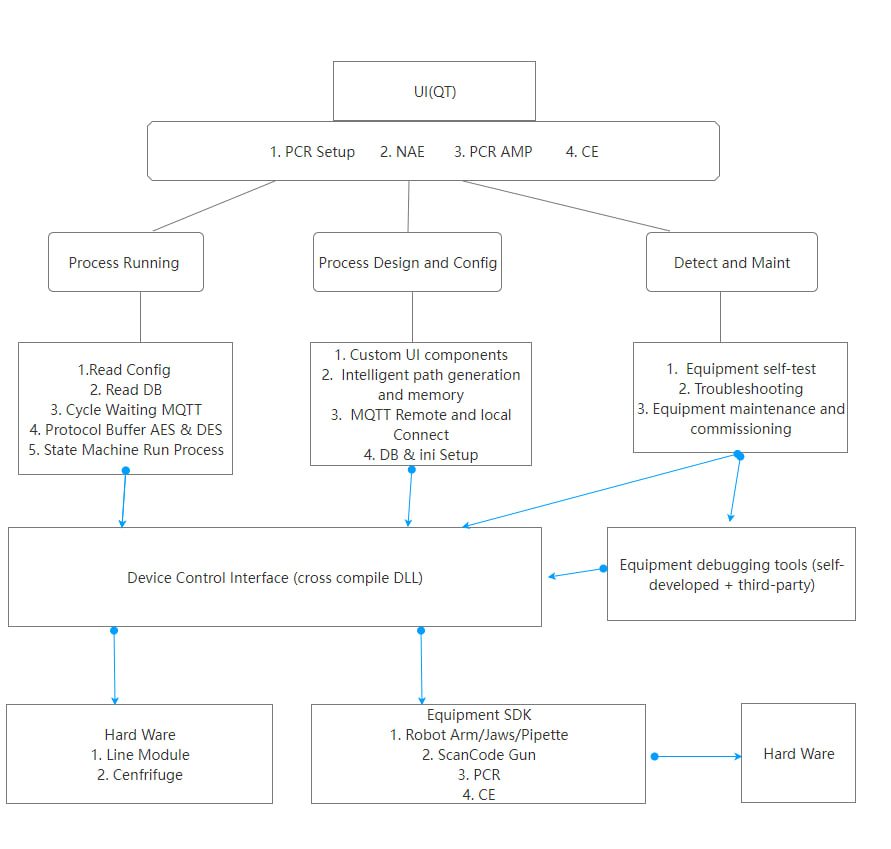 UI(QT)
1. PCR Setup 2. NAE 3. PCR AMP 4. CE
Process Running
Process Design and Config
Detect and Maint
1.Read Config
2. Read DB
3. Cycle Waiting MQTT
4. Protocol Buffer AES & DES
5. State Machine Run Process
1. Custom UI components
2. Intelligent path generation
and memory
3. MQTT Remote and local
Connect
4. DB & ini Setup
1. Equipment self-test
2. Troubleshooting
3. Equipment maintenance and
commissioning
Device Control Interface (cross compile DLL)
Equipment debugging tools (self-
developed + third-party)
Hard Ware
1. Line Module
2. Cenfrifuge
Equipment SDK
1. Robot Arm/Jaws/Pipette
2. ScanCode Gun
3. PCR
4. CE
Hard Ware